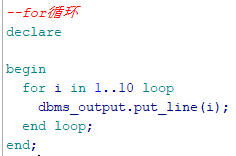 --for循环
declare
begin
for i in 1..10 loop
dbms_output.put_line(i);
end loop;
end;